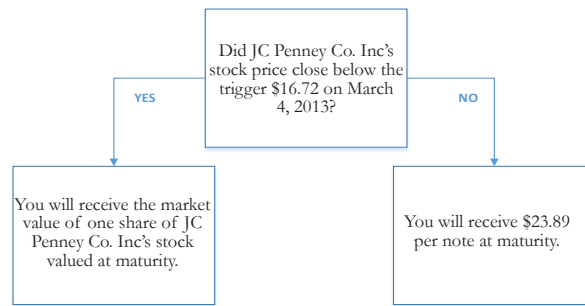 Did JC Penney Co. Inc's
stock price close below the
trigger $16.72 on March
4, 2013?
YES
NO
You will receive the market
value of one share of JC
Penney Co. Inc's stock
valued at maturity.
You will receive $23.89
per note at maturity.